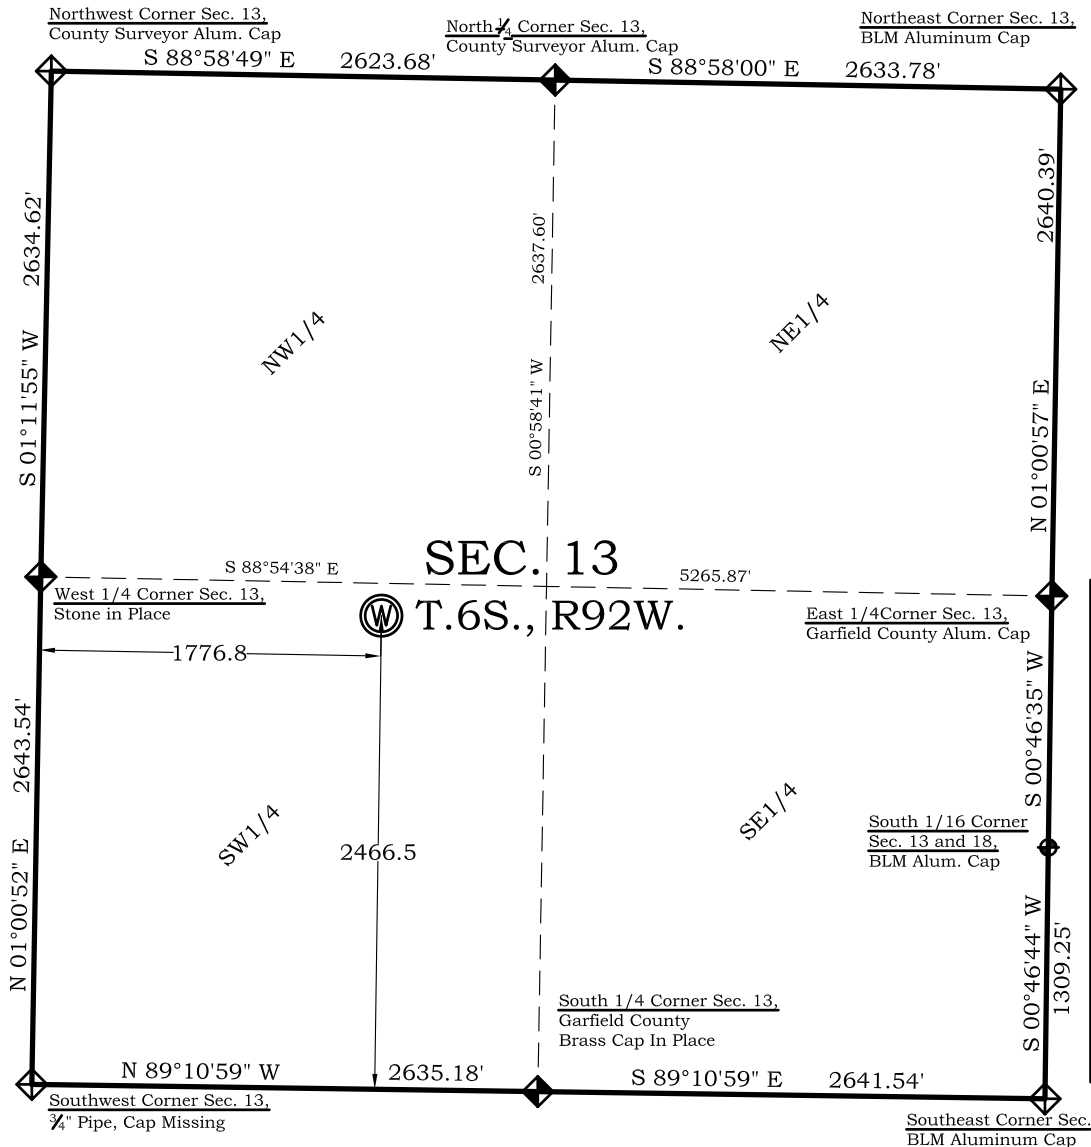 Northwest Corner Sec. 13,
County Surveyor Alum. Cap
North 1/4 Corner Sec. 13,
County Surveyor Alum. Cap
Northeast Corner Sec. 13,
BLM Aluminum Cap
S 88°58'49" E 2623.68'
S 88°58'00" E 2633.78'
2634.62'
S 01°11'55" W
2637.60'
S 00°58'41" W
2640.39'
N 01°00'57" E
NW1/4
NE1/4
SEC. 13
S 88°54'38" E
5265.87'
West 1/4 Corner Sec. 13,
Stone in Place
W
T.6S., R92W.
East 1/4Corner Sec. 13,
Garfield County Alum. Cap
1776.8
2643.54'
N 01°00'52" E
S 00°46'35" W
SW1/4
SE1/4
2466.5
South 1/16 Corner
Sec. 13 and 18,
BLM Alum. Cap
S 00°46'44" W
1309.25'
South 1/4 Corner Sec. 13,
Garfield County
Brass Cap In Place
N 89°10'59" W 2635.18'
S 89°10'59" E 2641.54'
Southwest Corner Sec. 13,
3/4" Pipe, Cap Missing
Southeast Corner Sec.
BLM Aluminum Cap